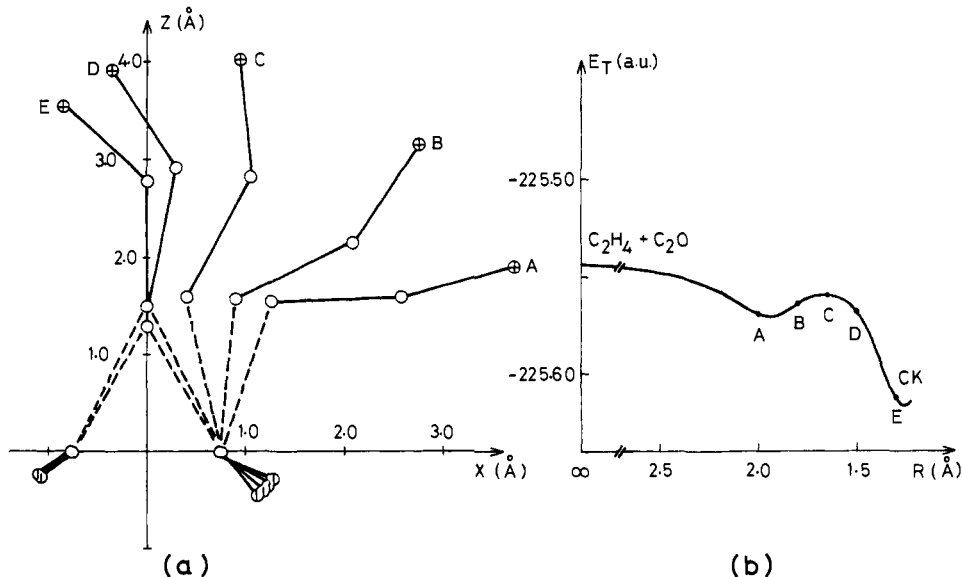 Z (Å)
4.0
D
C
E
B
3.0
2.0
A
1.0
1.0 2.0 3.0
X (Å)
(a)
E_T (a.u.)
-225.50
C₂H₄ + C₂O
A B C D
-225.60
CK
E
∞ 2.5 2.0 1.5 R (Å)
(b)